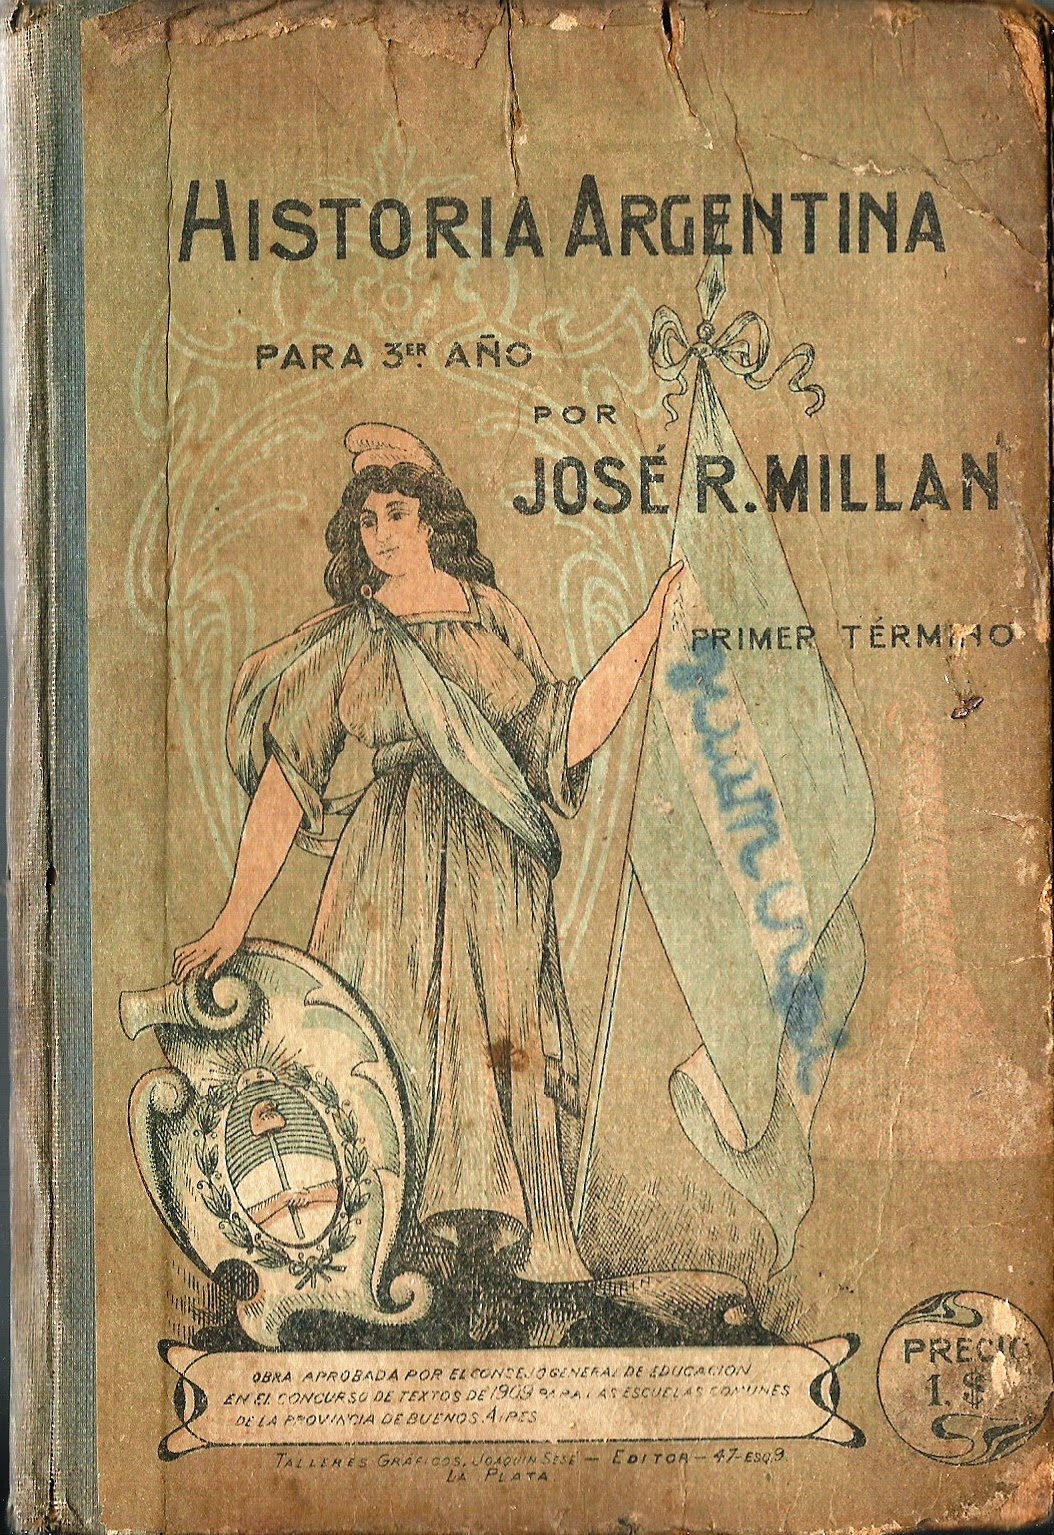 HISTORIA ARGENTINA
PARA 3ER. AÑO
POR
JOSÉ R. MILLAN
PRIMER TÉRMINO
OBRA APROBADA POR EL CONSEJO GENERAL DE EDUCACION
EN EL CONCURSO DE TEXTOS DE 1909 PARA LAS ESCUELAS COMUNES
DE LA PROVINCIA DE BUENOS AIRES
TALLERES GRÁFICOS, JOAQUIN SESÉ — EDITOR — 47-ESQ. 9
LA PLATA
PRECIO
1. $